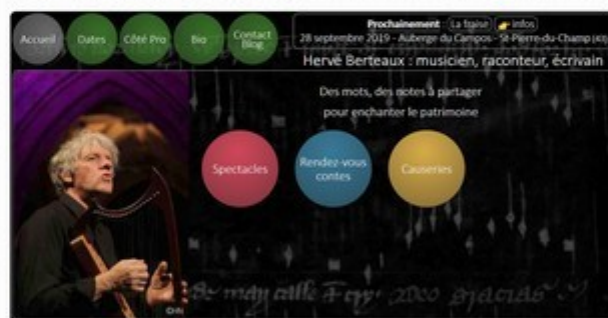 Accueil
Dates
Côté Pro
Bio
Contact
Blog
Prochainement : La fraise 👉 infos
28 septembre 2019 - Auberge du Campos - St-Pierre-du-Champ (43)
Hervé Berteaux : musicien, raconteur, écrivain
Des mots, des notes à partager
pour enchanter le patrimoine
Spectacles
Rendez-vous
contes
Causeries